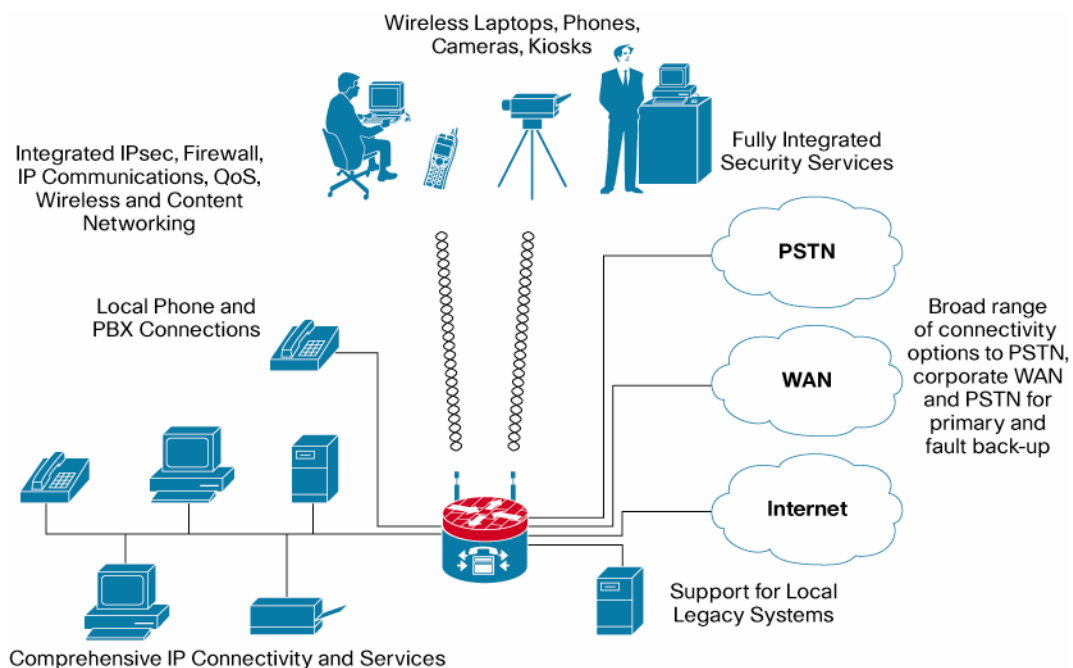 Wireless Laptops, Phones,
Cameras, Kiosks
Integrated IPsec, Firewall,
IP Communications, QoS,
Wireless and Content
Networking
Fully Integrated
Security Services
PSTN
Local Phone and
PBX Connections
Broad range
of connectivity
options to PSTN,
corporate WAN
and PSTN for
primary and
fault back-up
WAN
Internet
Support for Local
Legacy Systems
Comprehensive IP Connectivity and Services